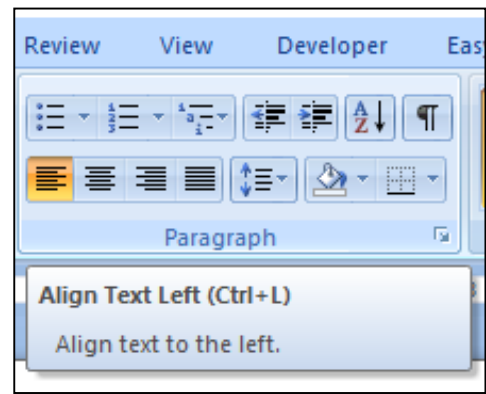 Review View Developer Eas
Paragraph
Align Text Left (Ctrl+L)
Align text to the left.